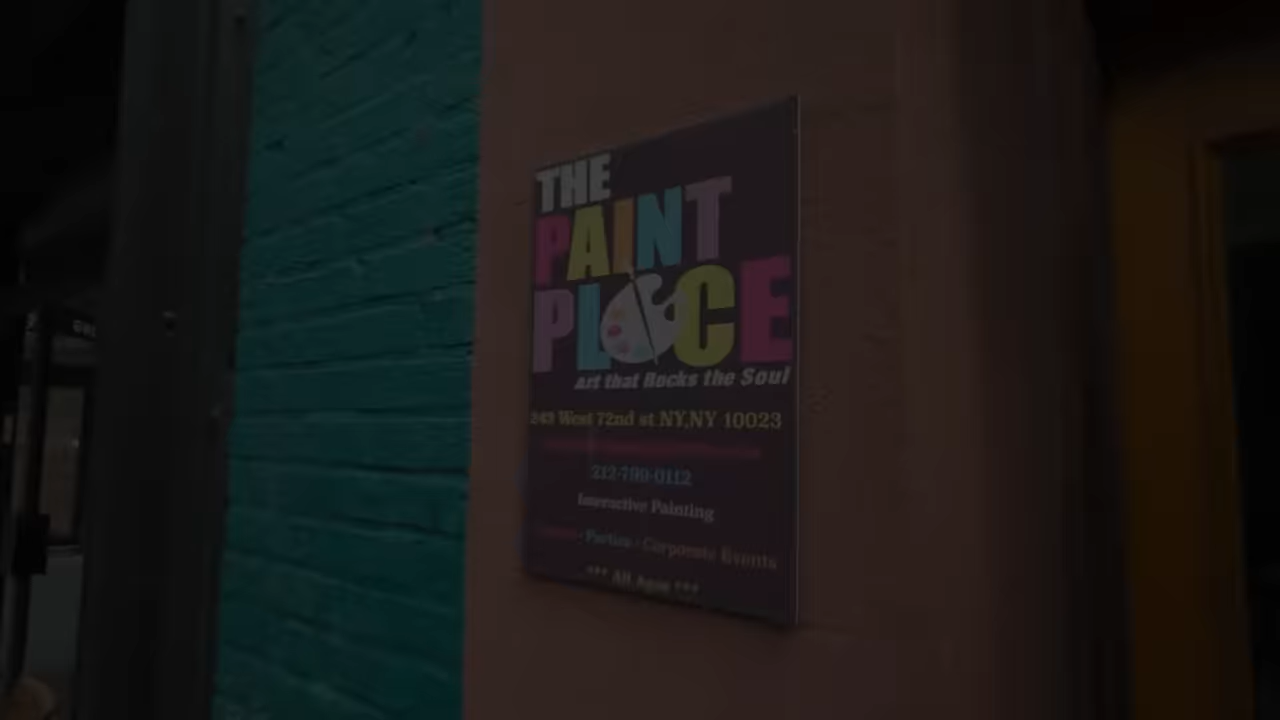 THE
PAINT
PLACE
Art that Rocks the Soul
243 West 72nd st NY,NY 10023
212-799-0112
Interactive Painting
- Parties - Corporate Events
*** All Ages ***